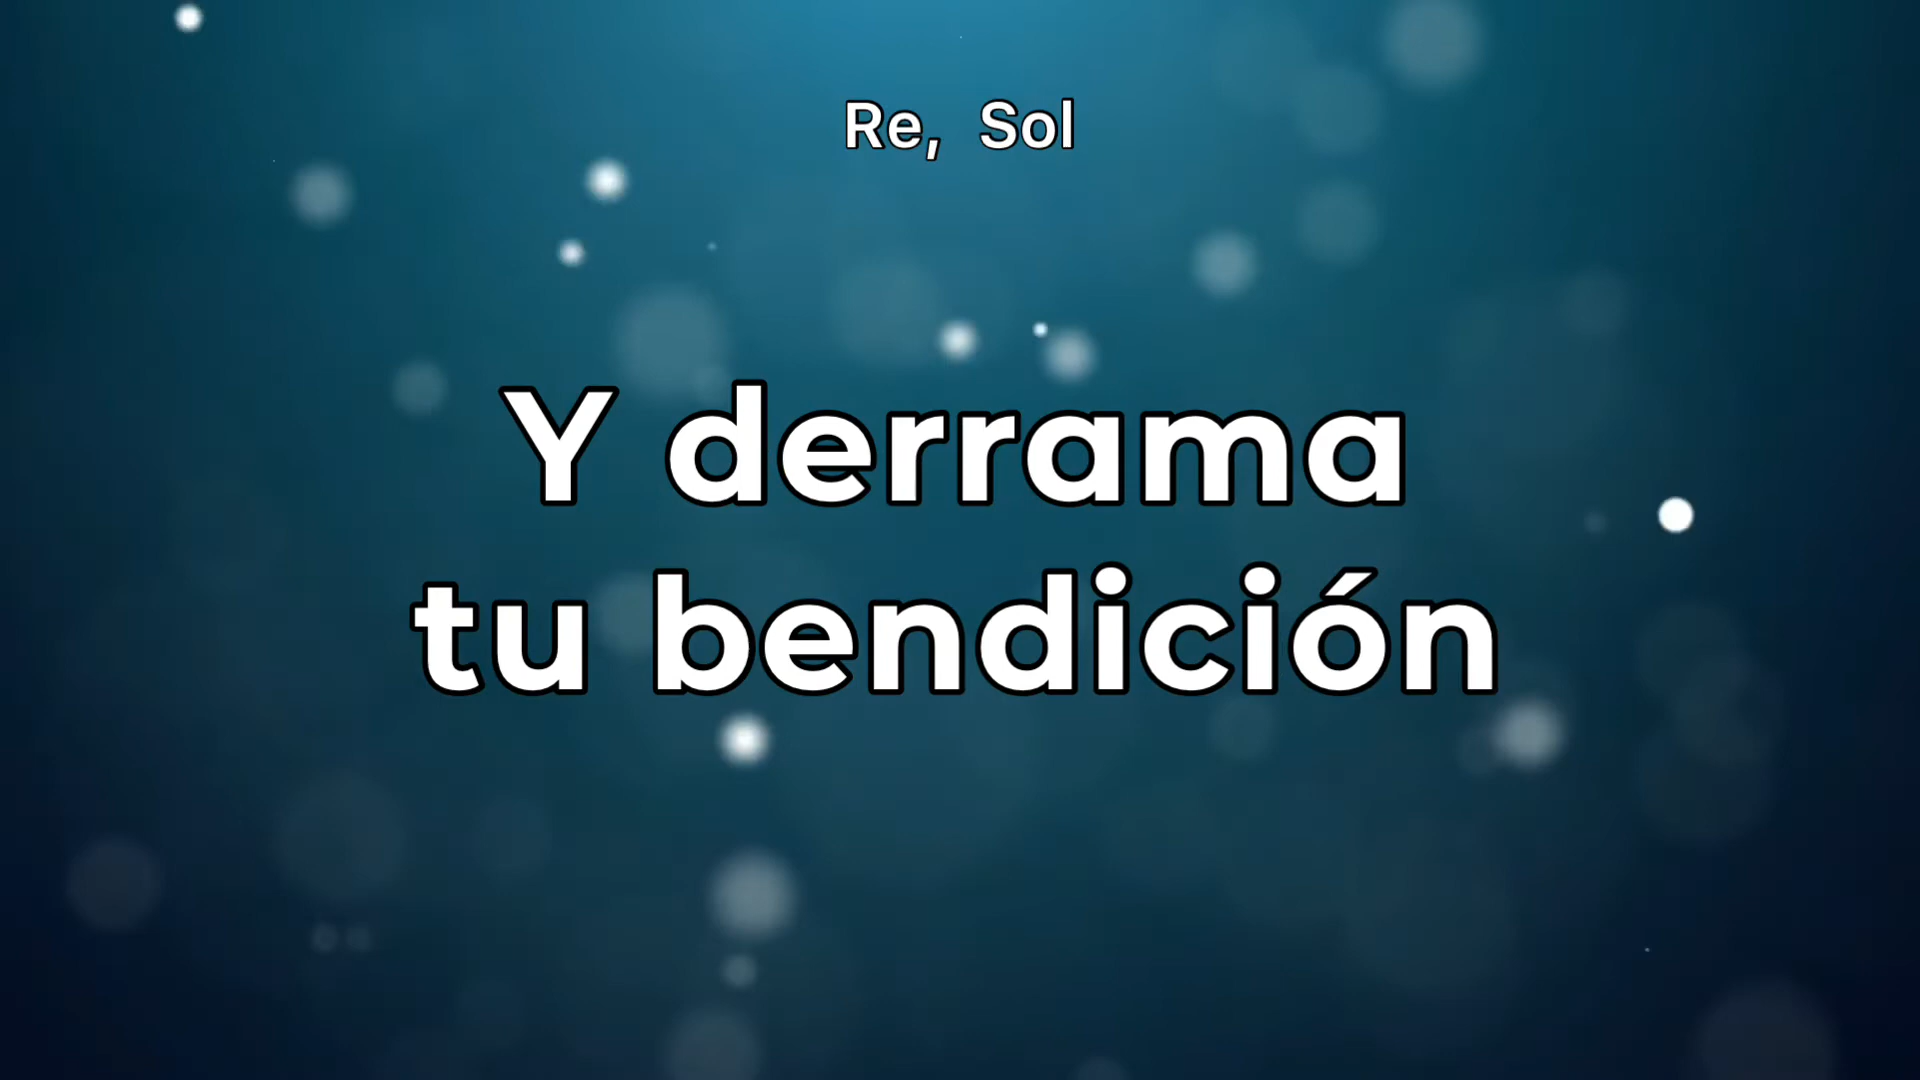 Re, Sol
Y derrama
tu bendición